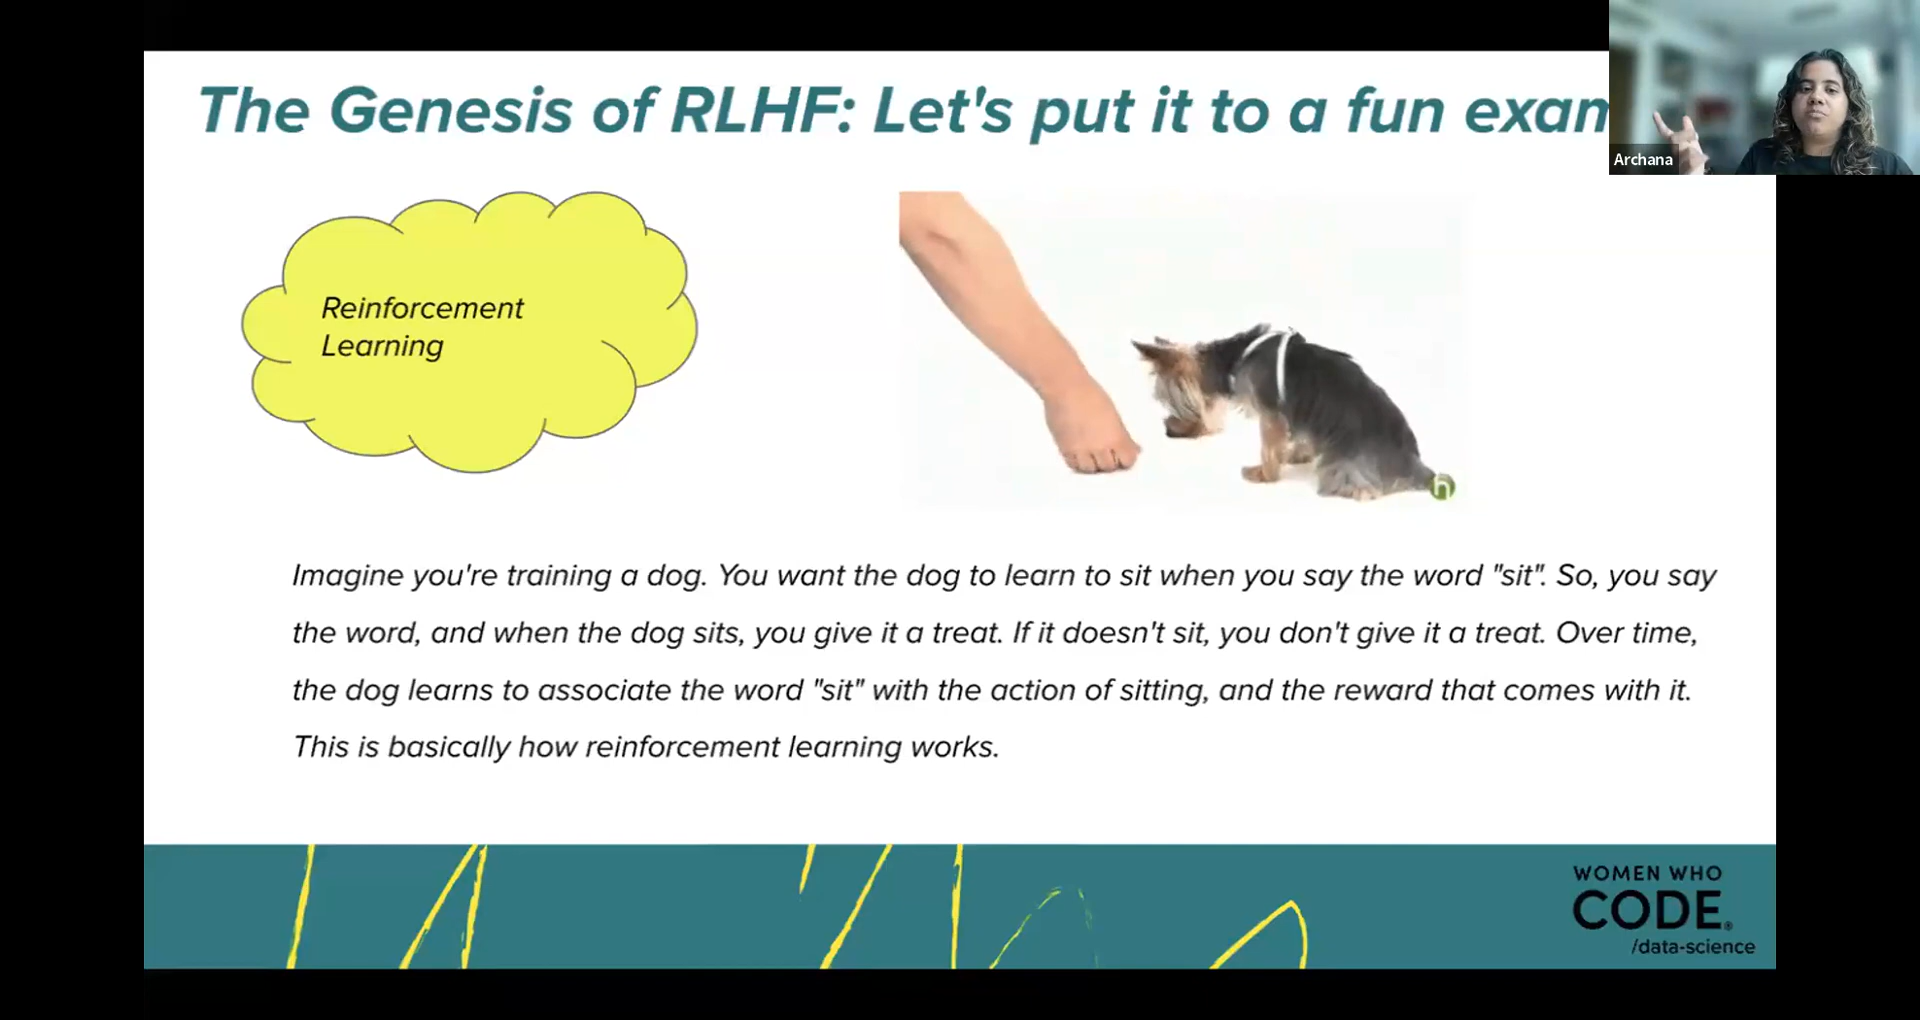 The Genesis of RLHF: Let's put it to a fun exam
Archana
Reinforcement
Learning
h
Imagine you're training a dog. You want the dog to learn to sit when you say the word "sit". So, you say
the word, and when the dog sits, you give it a treat. If it doesn't sit, you don't give it a treat. Over time,
the dog learns to associate the word "sit" with the action of sitting, and the reward that comes with it.
This is basically how reinforcement learning works.
WOMEN WHO
CODE®
/data-science